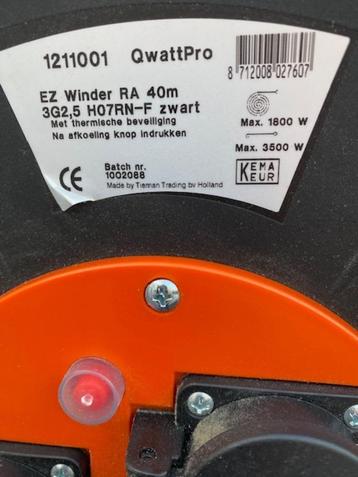 1211001 QwattPro
8 712008 027607
EZ Winder RA 40m
3G2,5 H07RN-F zwart
Met thermische beveiliging
Na afkoeling knop indrukken
Max. 1800 W
Max. 3500 W
CE
Batch nr.
1002088
Made by Tieman Trading bv Holland
KEMA
KEUR